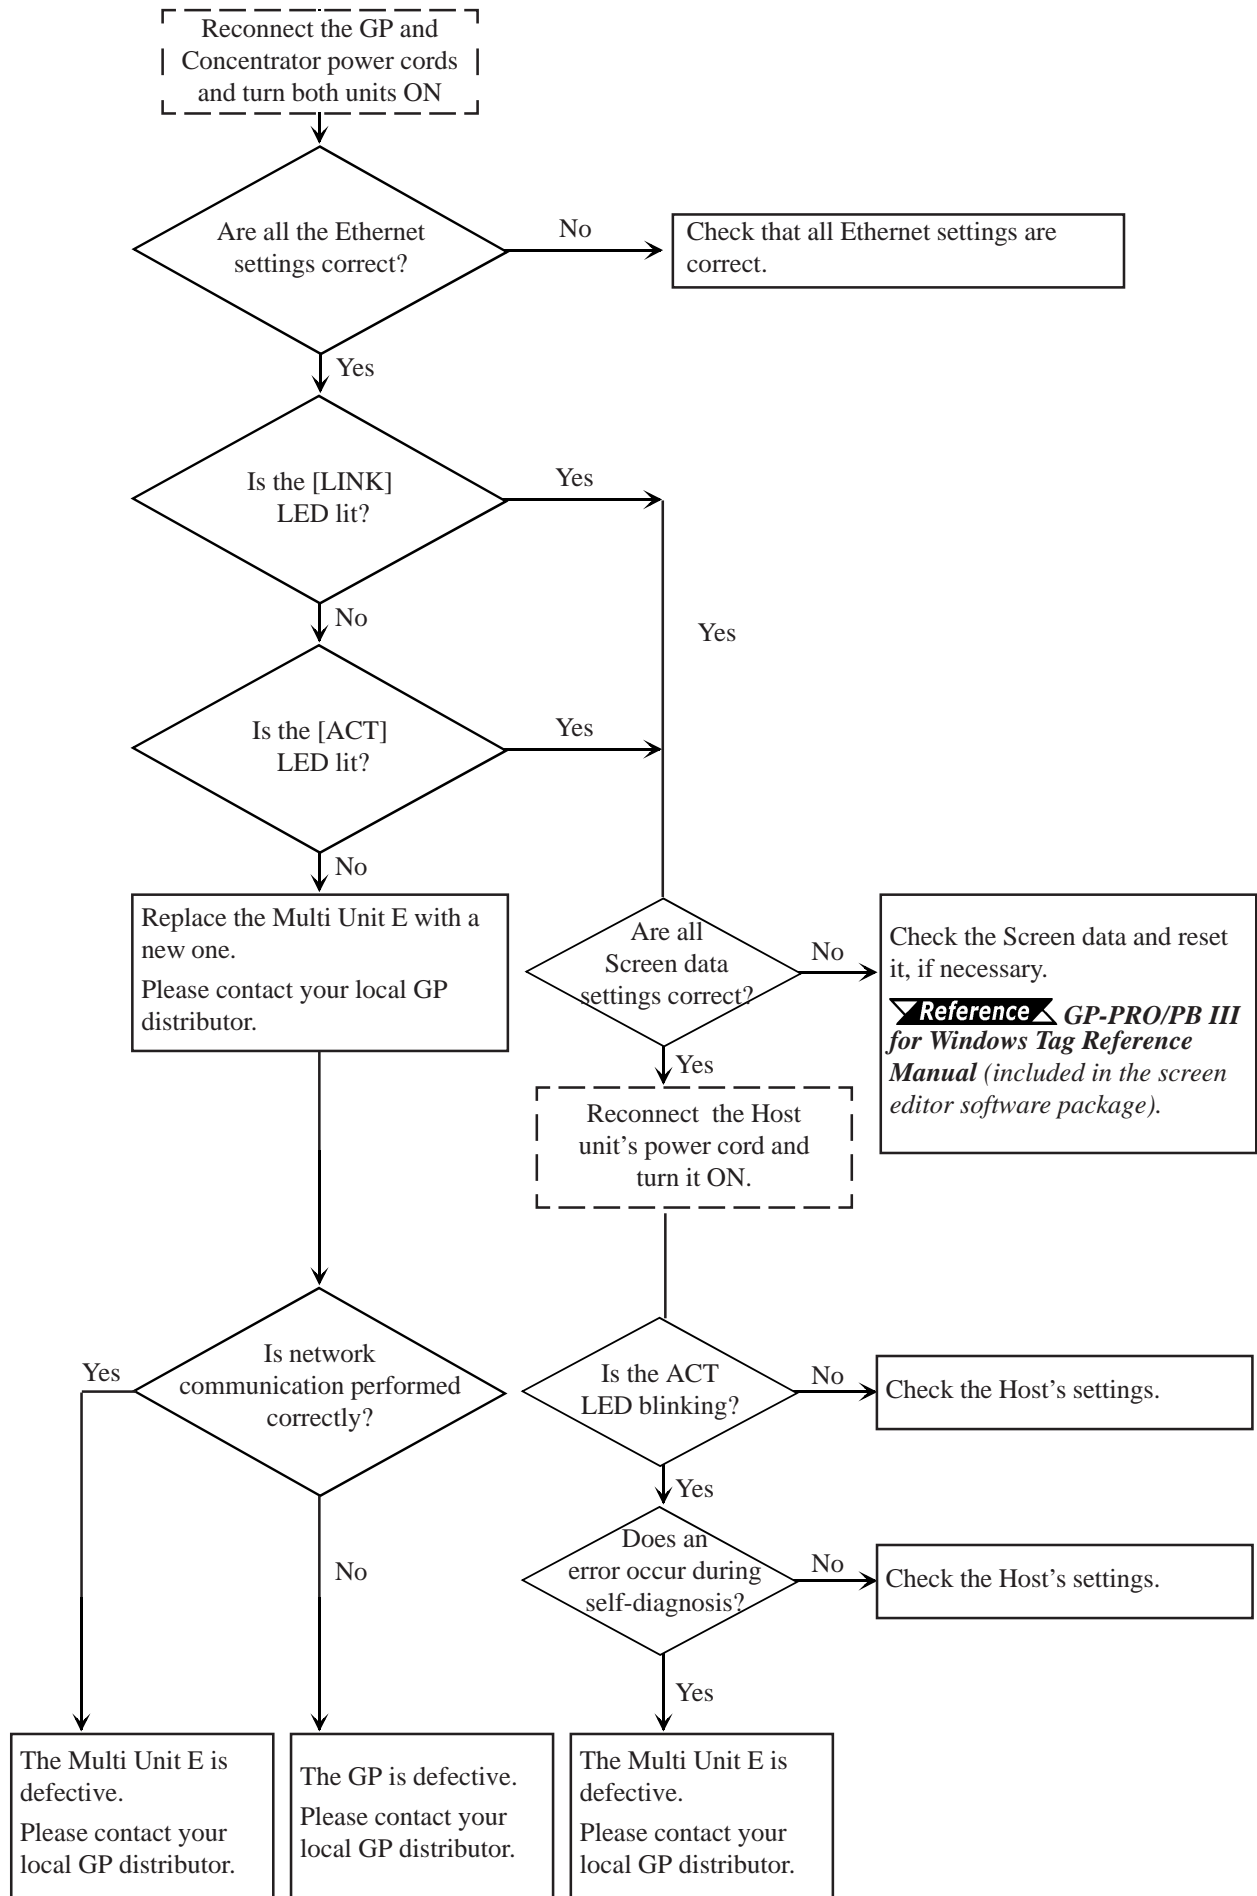 Reconnect the GP and
Concentrator power cords
and turn both units ON
Are all the Ethernet
settings correct?
No
Check that all Ethernet settings are
correct.
Yes
Is the [LINK]
LED lit?
Yes
No
Yes
Is the [ACT]
LED lit?
Yes
No
Replace the Multi Unit E with a
new one.
Please contact your local GP
distributor.
Are all
Screen data
settings correct?
No
Check the Screen data and reset
it, if necessary.
Reference GP-PRO/PB III
for Windows Tag Reference
Manual (included in the screen
editor software package).
Yes
Reconnect the Host
unit's power cord and
turn it ON.
Is network
communication performed
correctly?
Yes
No
Is the ACT
LED blinking?
No
Check the Host's settings.
Yes
Does an
error occur during
self-diagnosis?
No
Check the Host's settings.
Yes
The Multi Unit E is
defective.
Please contact your
local GP distributor.
The GP is defective.
Please contact your
local GP distributor.
The Multi Unit E is
defective.
Please contact your
local GP distributor.